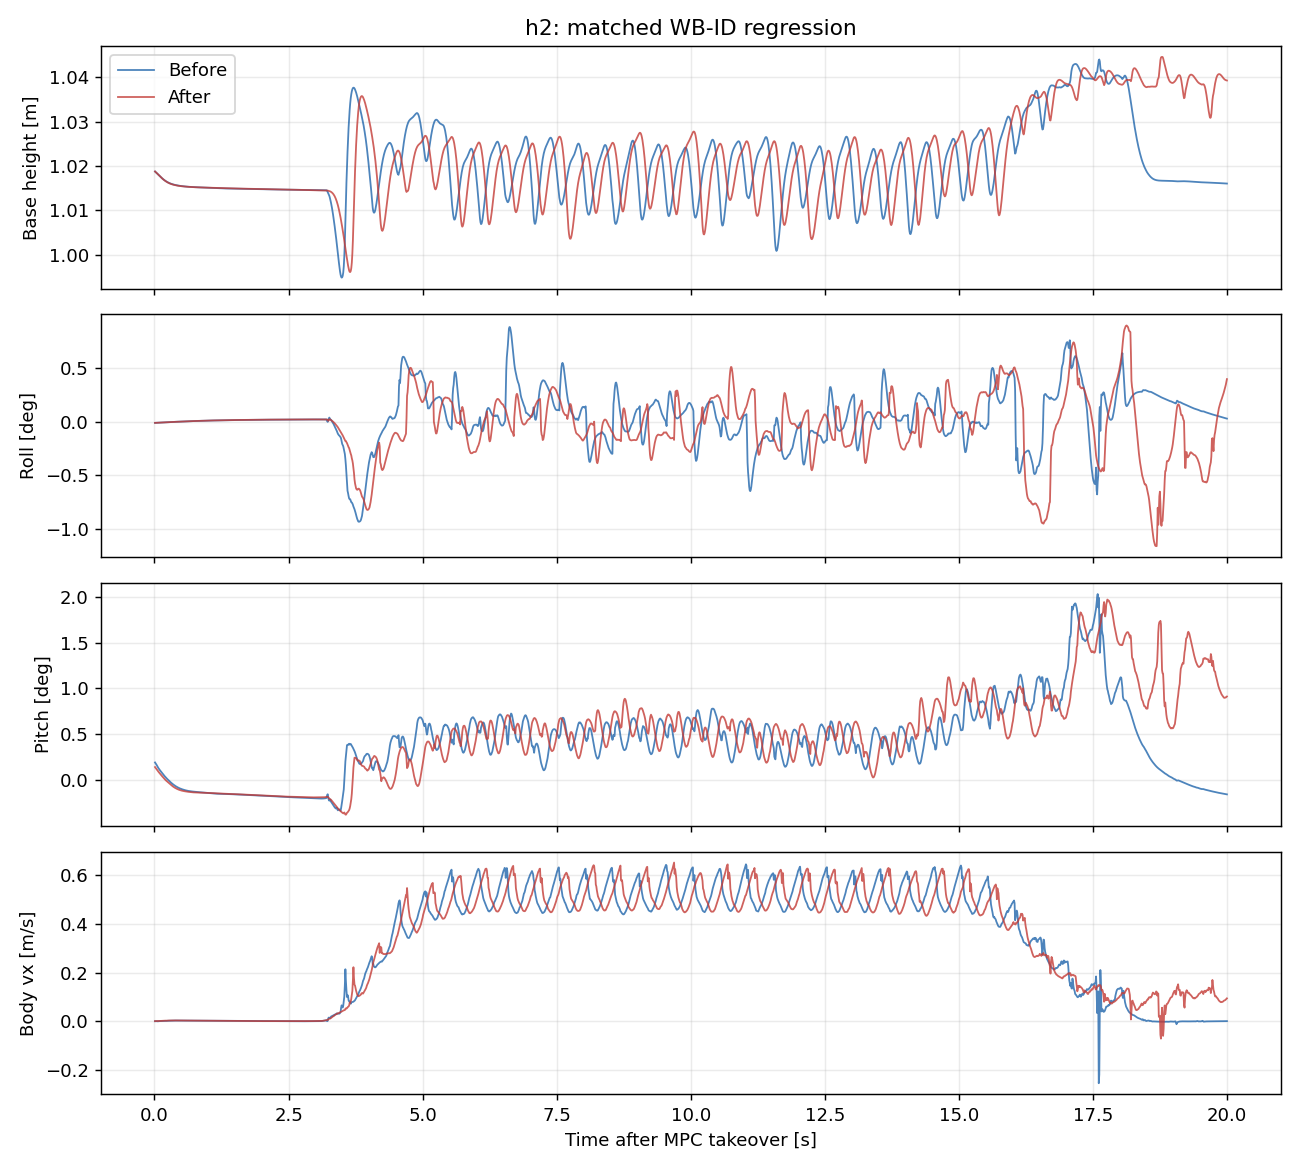 h2: matched WB-ID regression
Before
After
Base height [m]
1.04
1.03
1.02
1.01
1.00
Roll [deg]
0.5
0.0
−0.5
−1.0
Pitch [deg]
2.0
1.5
1.0
0.5
0.0
Body vx [m/s]
0.6
0.4
0.2
0.0
−0.2
0.0 2.5 5.0 7.5 10.0 12.5 15.0 17.5 20.0
Time after MPC takeover [s]